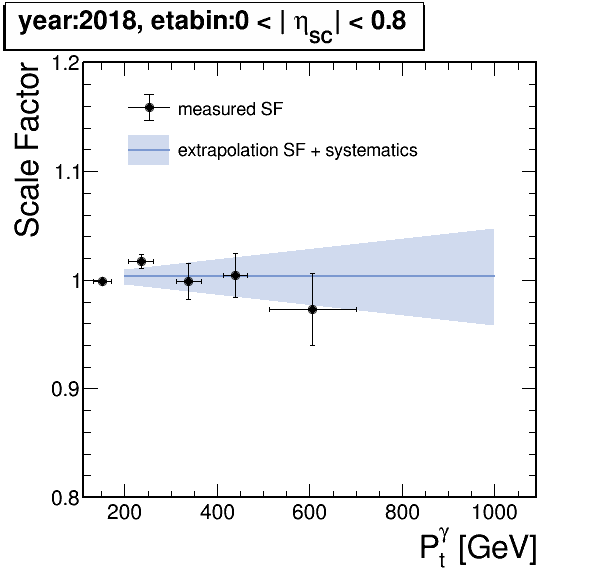 year:2018, etabin:0 < | η_SC| < 0.8
Scale Factor
1.2
1.1
1
0.9
0.8
measured SF
extrapolation SF + systematics
200 400 600 800 1000
P_t^γ [GeV]